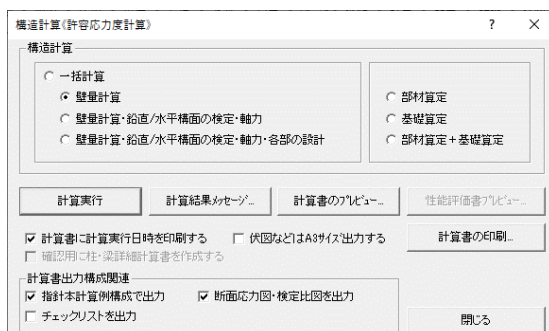 構造計算《許容応力度計算》
構造計算
一括計算
壁量計算
壁量計算・鉛直/水平構面の検定・軸力
壁量計算・鉛直/水平構面の検定・軸力・各部の設計
部材算定
基礎算定
部材算定+基礎算定
計算実行
計算結果メッセージ...
計算書のプレビュー...
性能評価書プレビュー...
計算書に計算実行日時を印刷する
伏図などはA3サイズで出力する
計算書の印刷...
確認用に柱・梁詳細計算書を作成する
計算書出力構成関連
指針本計算例構成で出力
断面応力図・検定比図を出力
チェックリストを出力
閉じる